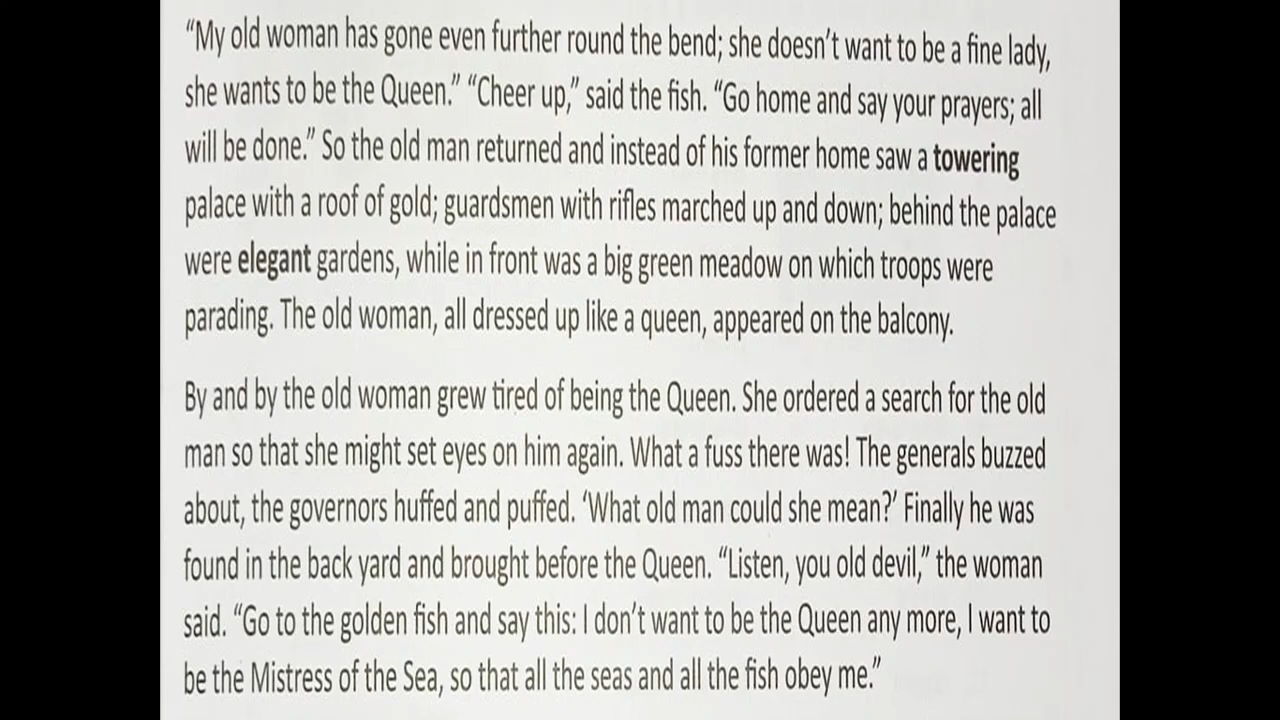 “My old woman has gone even further round the bend; she doesn’t want to be a fine lady,
she wants to be the Queen.” “Cheer up,” said the fish. “Go home and say your prayers; all
will be done.” So the old man returned and instead of his former home saw a towering
palace with a roof of gold; guardsmen with rifles marched up and down; behind the palace
were elegant gardens, while in front was a big green meadow on which troops were
parading. The old woman, all dressed up like a queen, appeared on the balcony.
By and by the old woman grew tired of being the Queen. She ordered a search for the old
man so that she might set eyes on him again. What a fuss there was! The generals buzzed
about, the governors huffed and puffed. ‘What old man could she mean?’ Finally he was
found in the back yard and brought before the Queen. “Listen, you old devil,” the woman
said. “Go to the golden fish and say this: I don’t want to be the Queen any more, I want to
be the Mistress of the Sea, so that all the seas and all the fish obey me.”